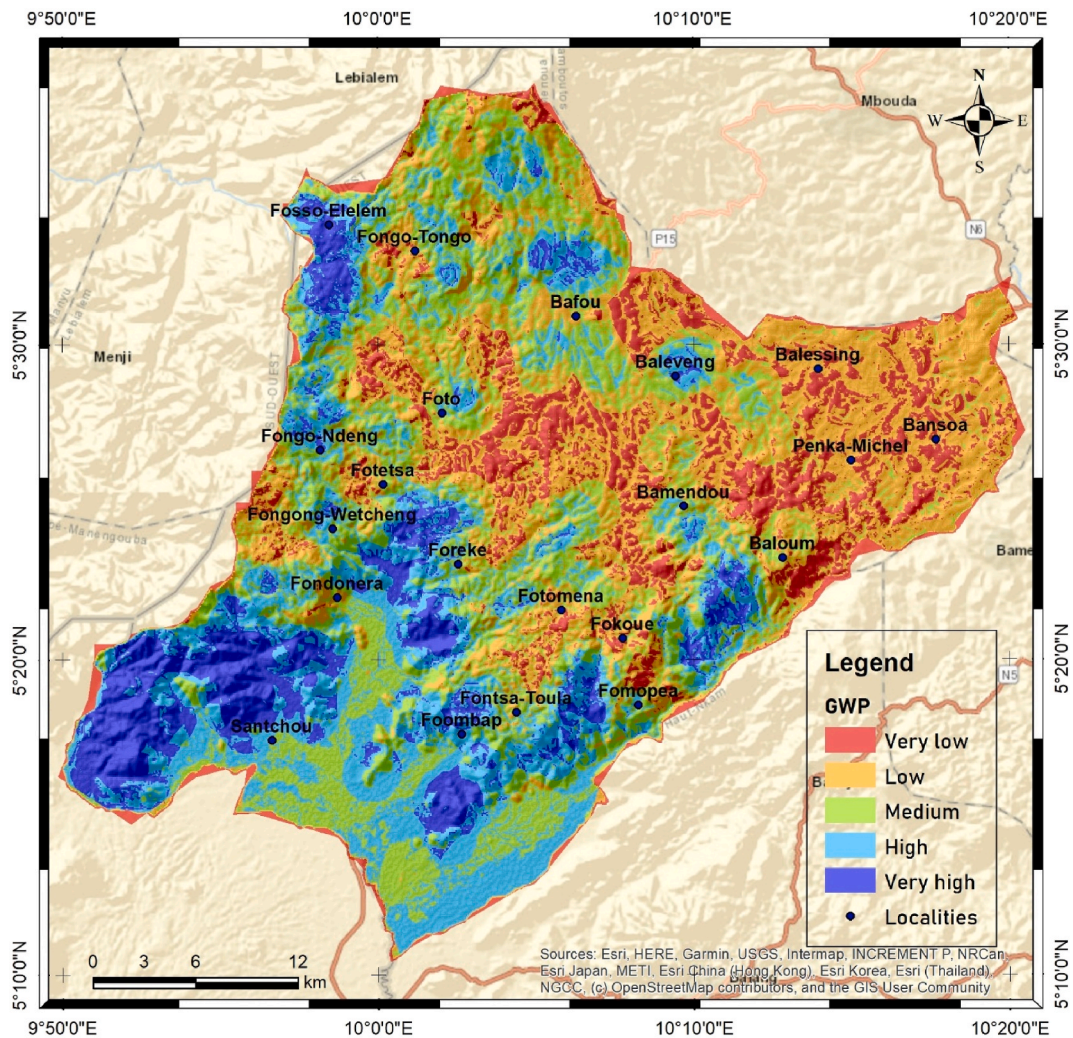 9°50'0"E 10°0'0"E 10°10'0"E 10°20'0"E
Lebialem
Mbouda
N
W E
S
N6
P15
Fosso-Elelem
Fongo-Tongo
Bafou
5°30'0"N 5°30'0"N
Lebialem
Menji
SUD-OUEST
Baleveng
Balessing
Foto
Bansoa
Fongo-Ndeng
Penka-Michel
Fotetsa
Bamendou
Fongong-Wetcheng
Baloum
Foreke
Fondonera
Fotomena
Fokoue
5°20'0"N 5°20'0"N
N5
Fomopea
Fontsa-Toula
Foombap
Santchou
Legend
GWP
Very low
Low
Medium
High
Very high
Localities
0 3 6 12
km
Sources: Esri, HERE, Garmin, USGS, Intermap, INCREMENT P, NRCan,
Esri Japan, METI, Esri China (Hong Kong), Esri Korea, Esri (Thailand),
NGCC, (c) OpenStreetMap contributors, and the GIS User Community
5°10'0"N 5°10'0"N
9°50'0"E 10°0'0"E 10°10'0"E 10°20'0"E